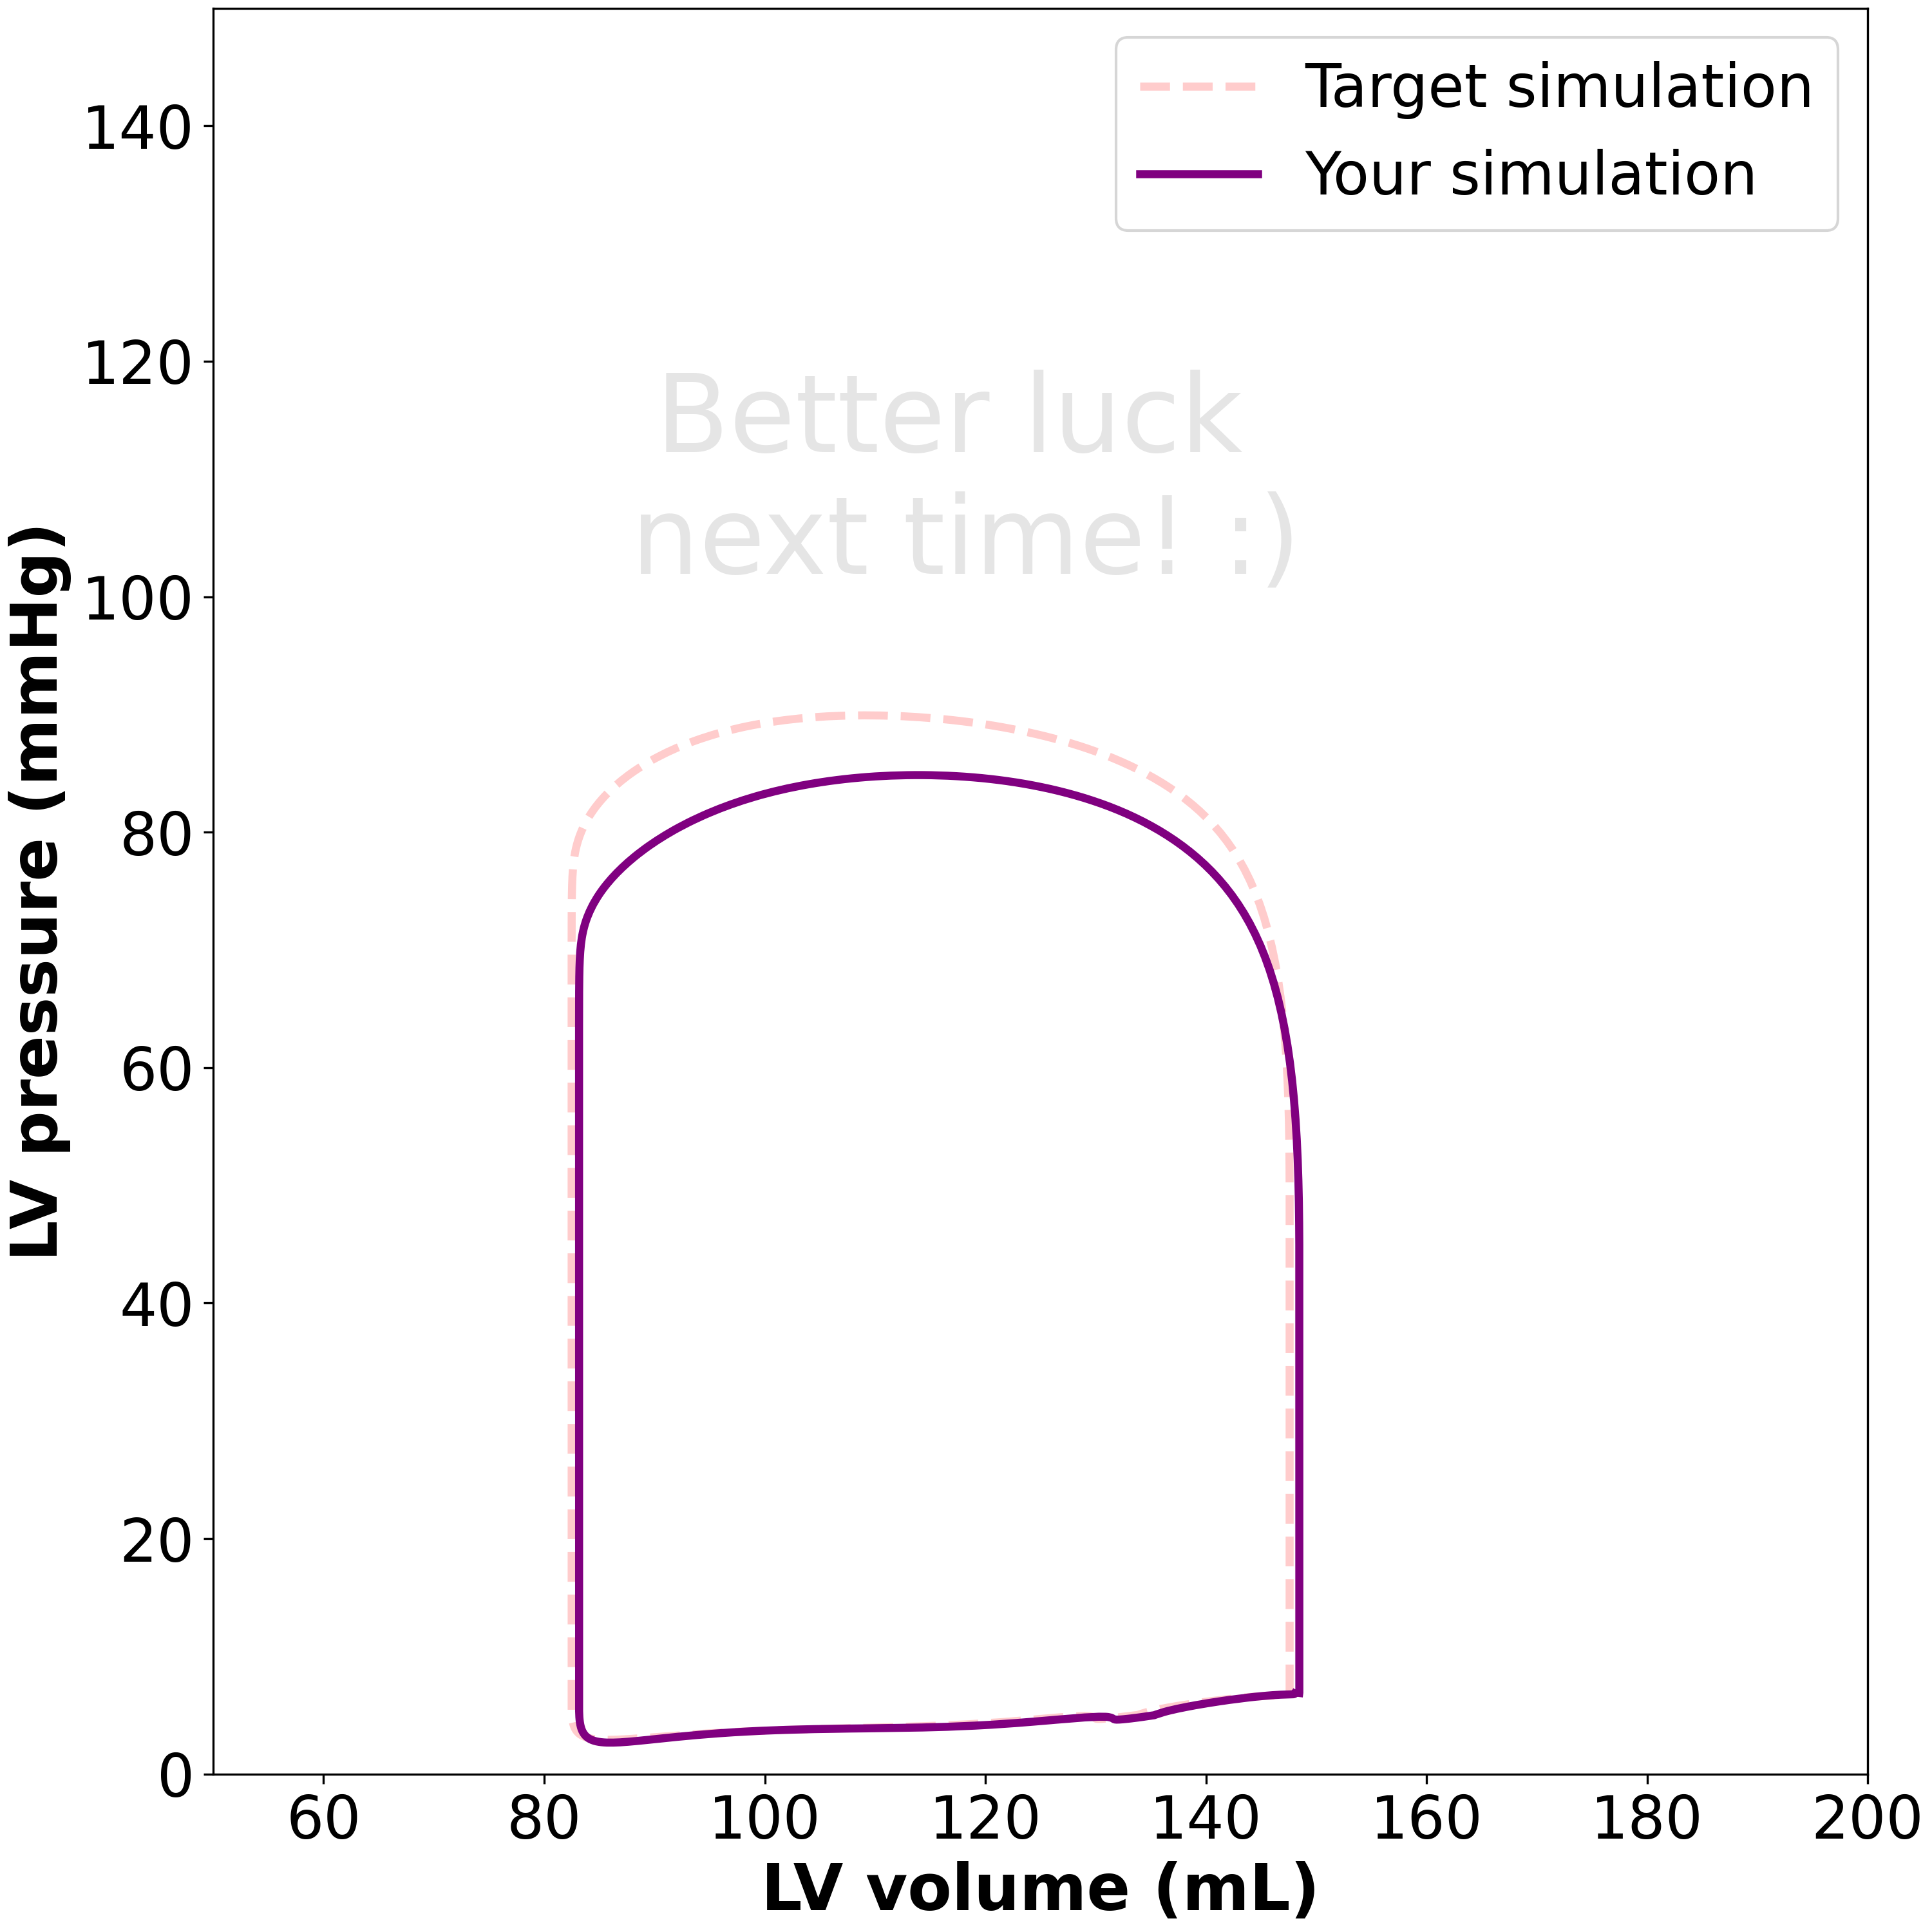 Target simulation
Your simulation
Better luck
next time! :)
LV pressure (mmHg)
140
120
100
80
60
40
20
0
60 80 100 120 140 160 180 200
LV volume (mL)